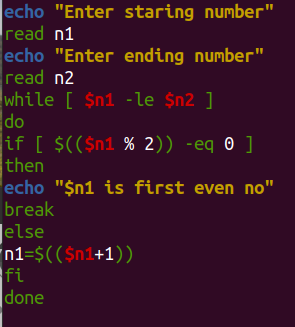 echo "Enter staring number"
read n1
echo "Enter ending number"
read n2
while [ $n1 -le $n2 ]
do
if [ $(($n1 % 2)) -eq 0 ]
then
echo "$n1 is first even no"
break
else
n1=$(($n1+1))
fi
done